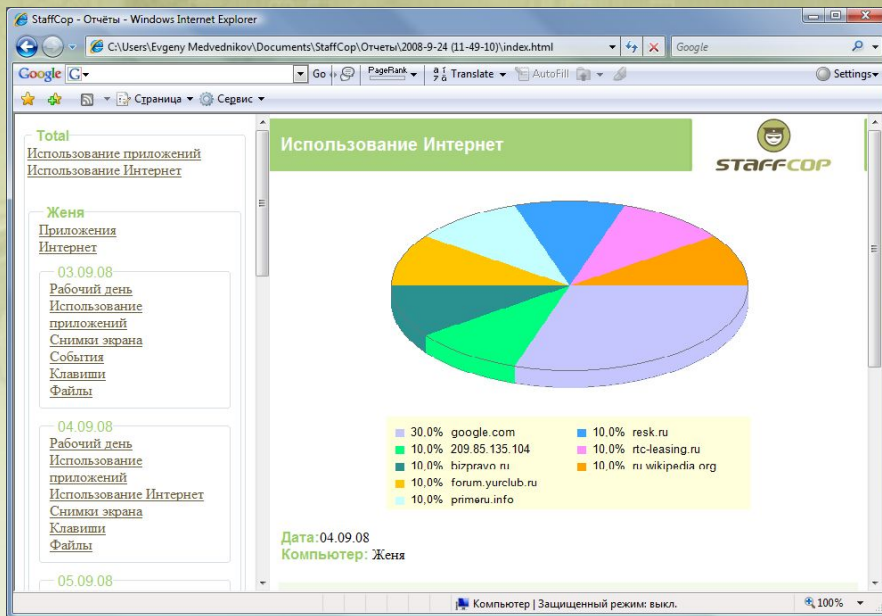 StaffCop - Отчёты - Windows Internet Explorer
C:\Users\Evgeny Medvednikov\Documents\StaffCop\Отчеты\2008-9-24 (11-49-10)\index.html
Google
Google G Go PageRank Translate AutoFill Settings
Страница Сервис
Total
Использование приложений
Использование Интернет
Женя
Приложения
Интернет
03.09.08
Рабочий день
Использование
приложений
Снимки экрана
События
Клавиши
Файлы
04.09.08
Рабочий день
Использование
приложений
Использование Интернет
Снимки экрана
Клавиши
Файлы
05.09.08
Использование Интернет
STAFFCOP
30,0% google.com
10,0% 209.85.135.104
10,0% bizpravo.ru
10,0% forum.yurclub.ru
10,0% primeru.info
10,0% resk.ru
10,0% rtc-leasing.ru
10,0% ru.wikipedia.org
Дата:04.09.08
Компьютер: Женя
Компьютер | Защищенный режим: выкл.
100%